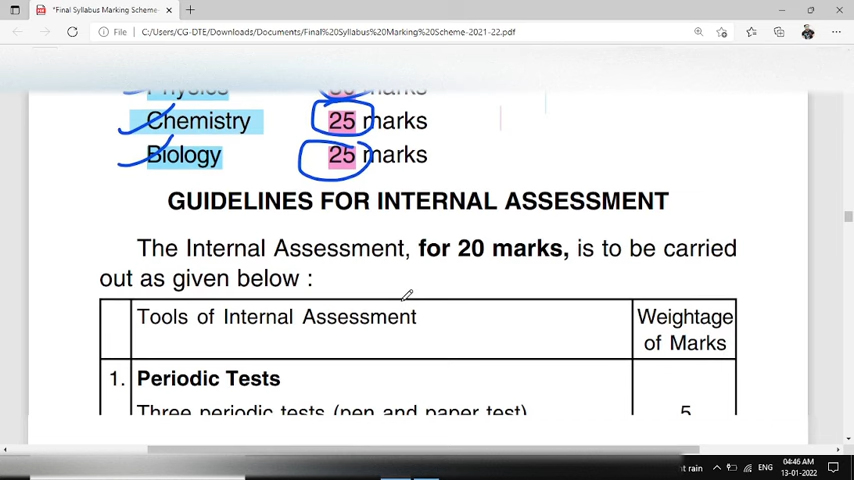 *Final Syllabus Marking Scheme-
File
C:/Users/CG-DTE/Downloads/Documents/Final%20Syllabus%20Marking%20Scheme-2021-22.pdf
Physics marks
Chemistry 25 marks
Biology 25 marks
GUIDELINES FOR INTERNAL ASSESSMENT
The Internal Assessment, for 20 marks, is to be carried
out as given below :
Tools of Internal Assessment Weightage
of Marks
1. Periodic Tests
Three periodic tests (pen and paper test) 5
rain ENG 04:46 AM
13-01-2022